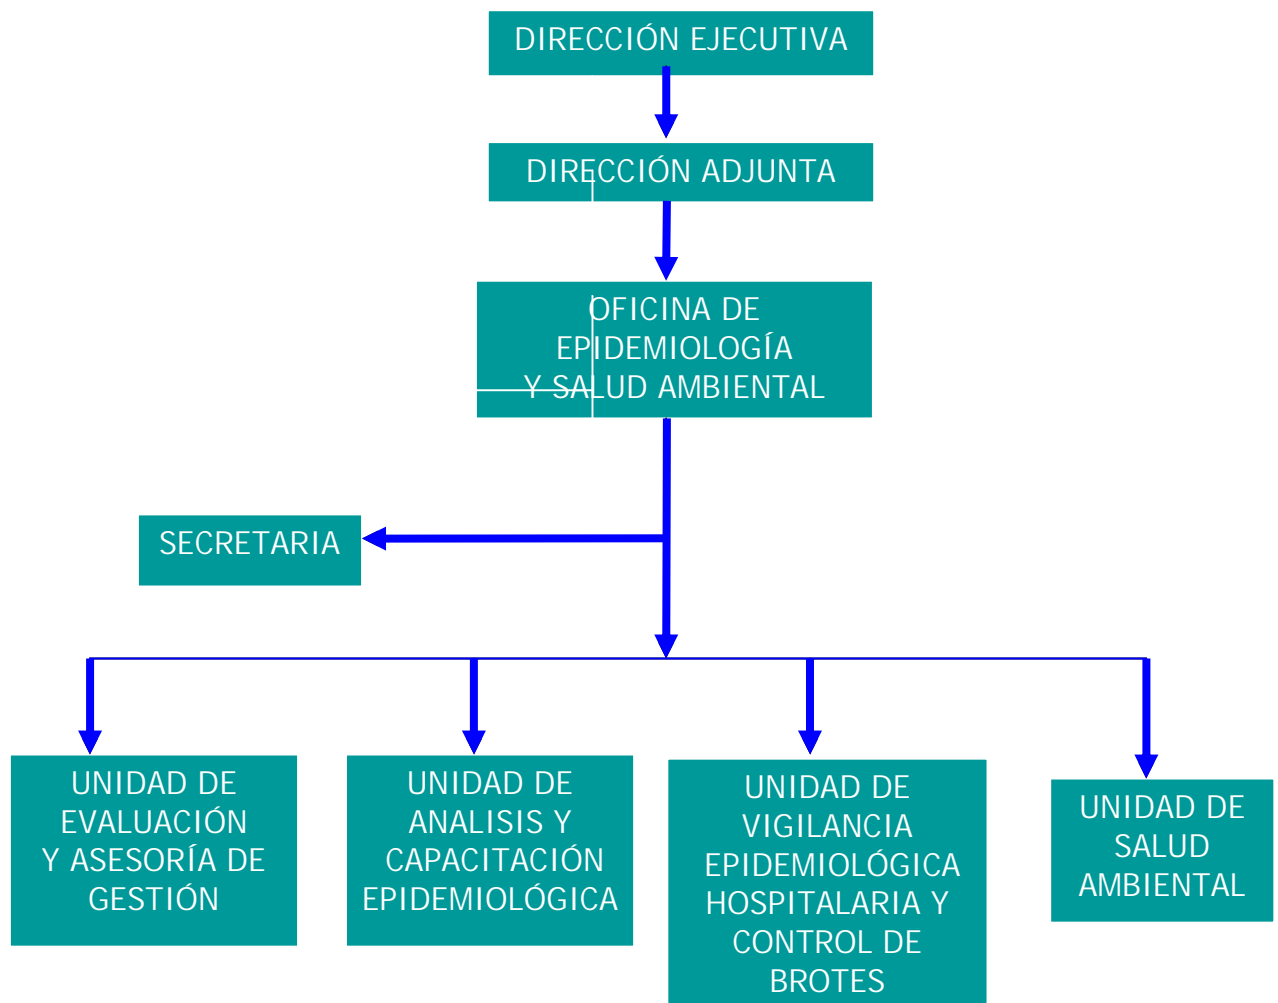 DIRECCIÓN EJECUTIVA
DIRECCIÓN ADJUNTA
OFICINA DE
EPIDEMIOLOGÍA
Y SALUD AMBIENTAL
SECRETARIA
UNIDAD DE
EVALUACIÓN
Y ASESORÍA DE
GESTIÓN
UNIDAD DE
ANALISIS Y
CAPACITACIÓN
EPIDEMIOLÓGICA
UNIDAD DE
VIGILANCIA
EPIDEMIOLÓGICA
HOSPITALARIA Y
CONTROL DE
BROTES
UNIDAD DE
SALUD
AMBIENTAL